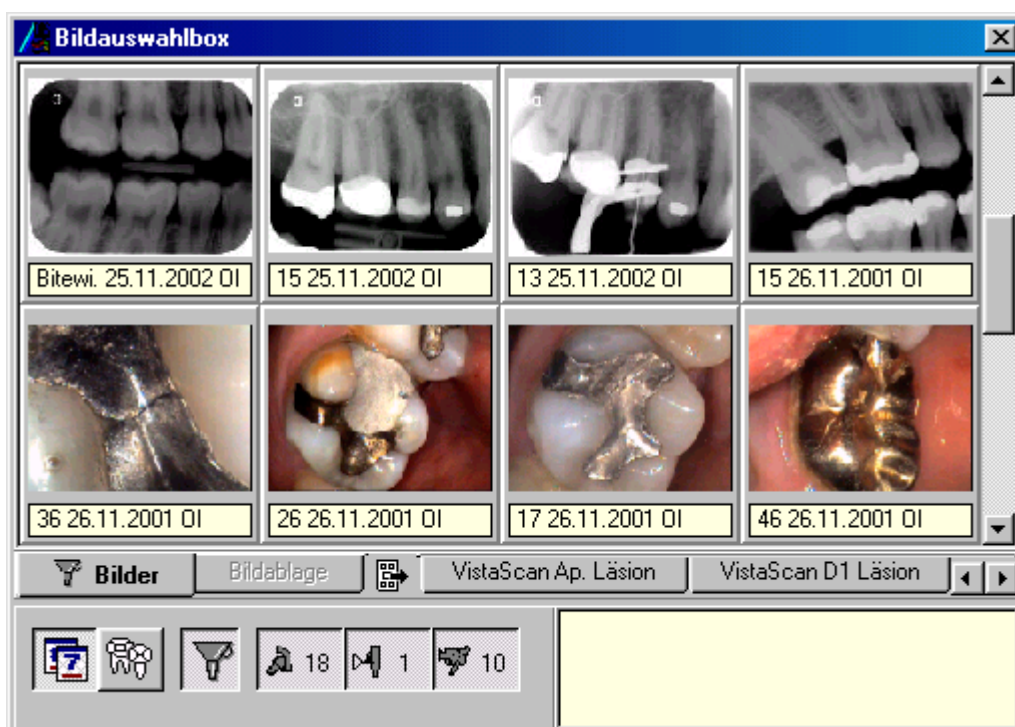 Bildauswahlbox
Bitewi. 25.11.2002 OI
15 25.11.2002 OI
13 25.11.2002 OI
15 26.11.2001 OI
36 26.11.2001 OI
26 26.11.2001 OI
17 26.11.2001 OI
46 26.11.2001 OI
Bilder
Bildablage
VistaScan Ap. Läsion
VistaScan D1 Läsion
7
18
1
10